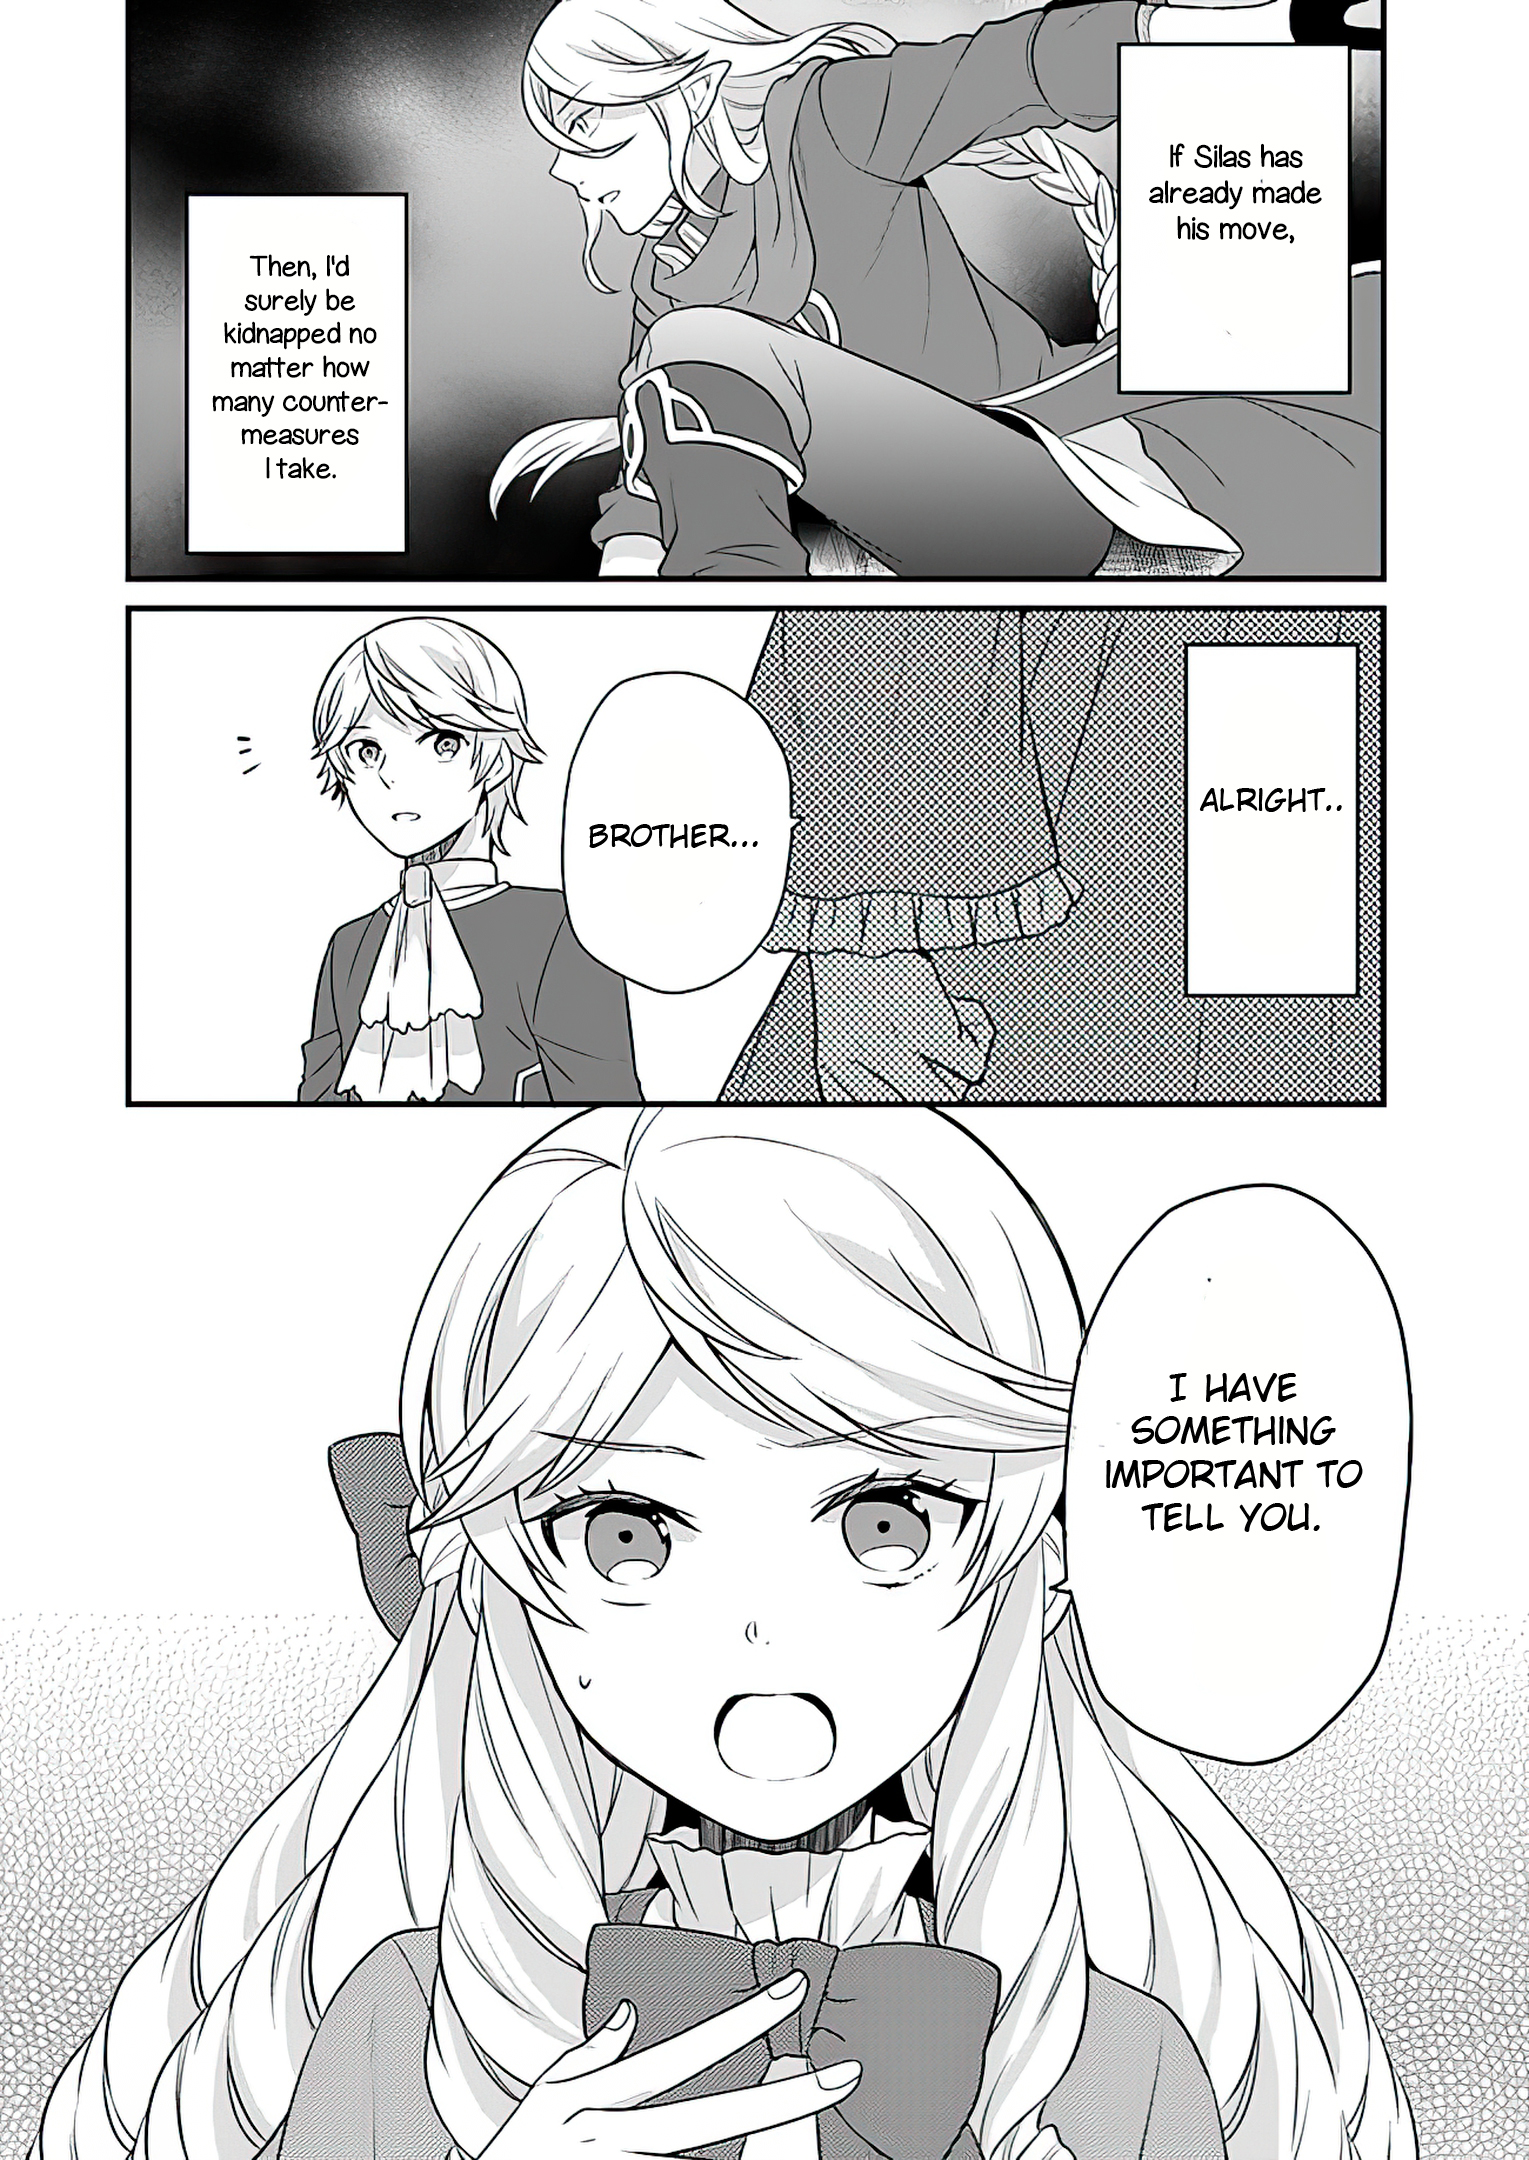 If Silas has
already made
his move,
Then, I'd
surely be
kidnapped no
matter how
many counter-
measures
I take.
ALRIGHT..
BROTHER...
I HAVE
SOMETHING
IMPORTANT TO
TELL YOU.